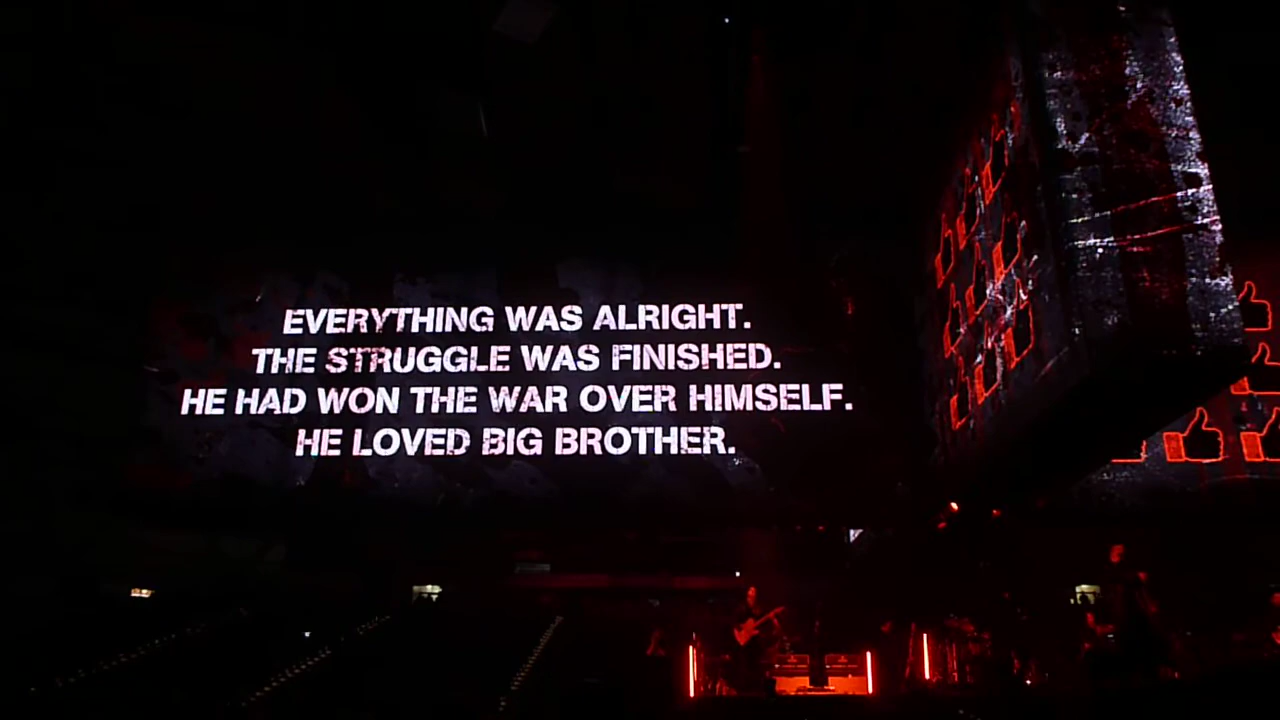 EVERYTHING WAS ALRIGHT.
THE STRUGGLE WAS FINISHED.
HE HAD WON THE WAR OVER HIMSELF.
HE LOVED BIG BROTHER.